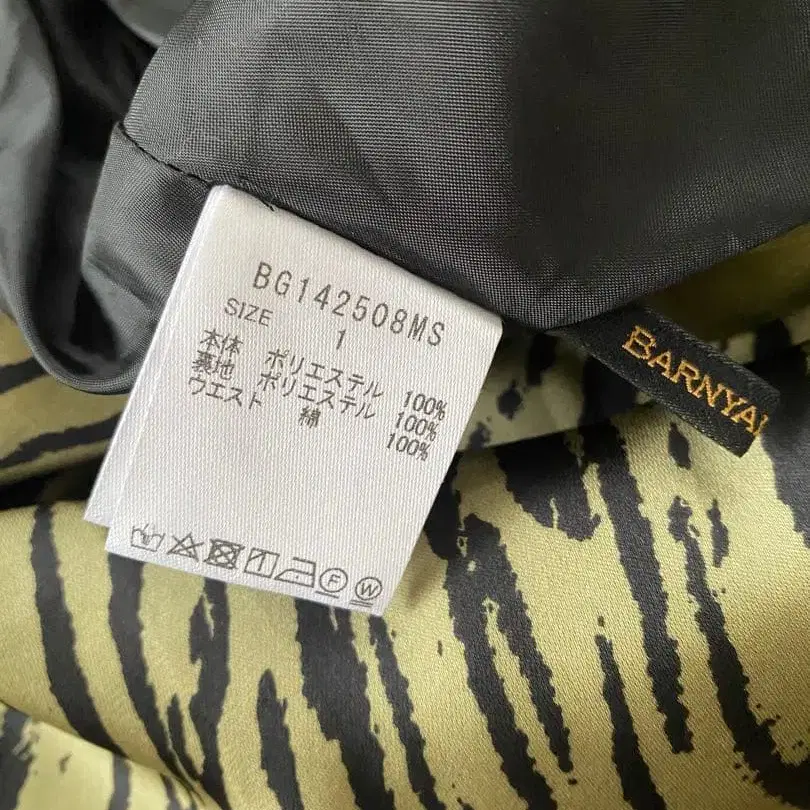 BG142508MS
SIZE 1
本体 ポリエステル 100%
裏地 ポリエステル 100%
ウエスト 綿 100%
F
W
BARNYA